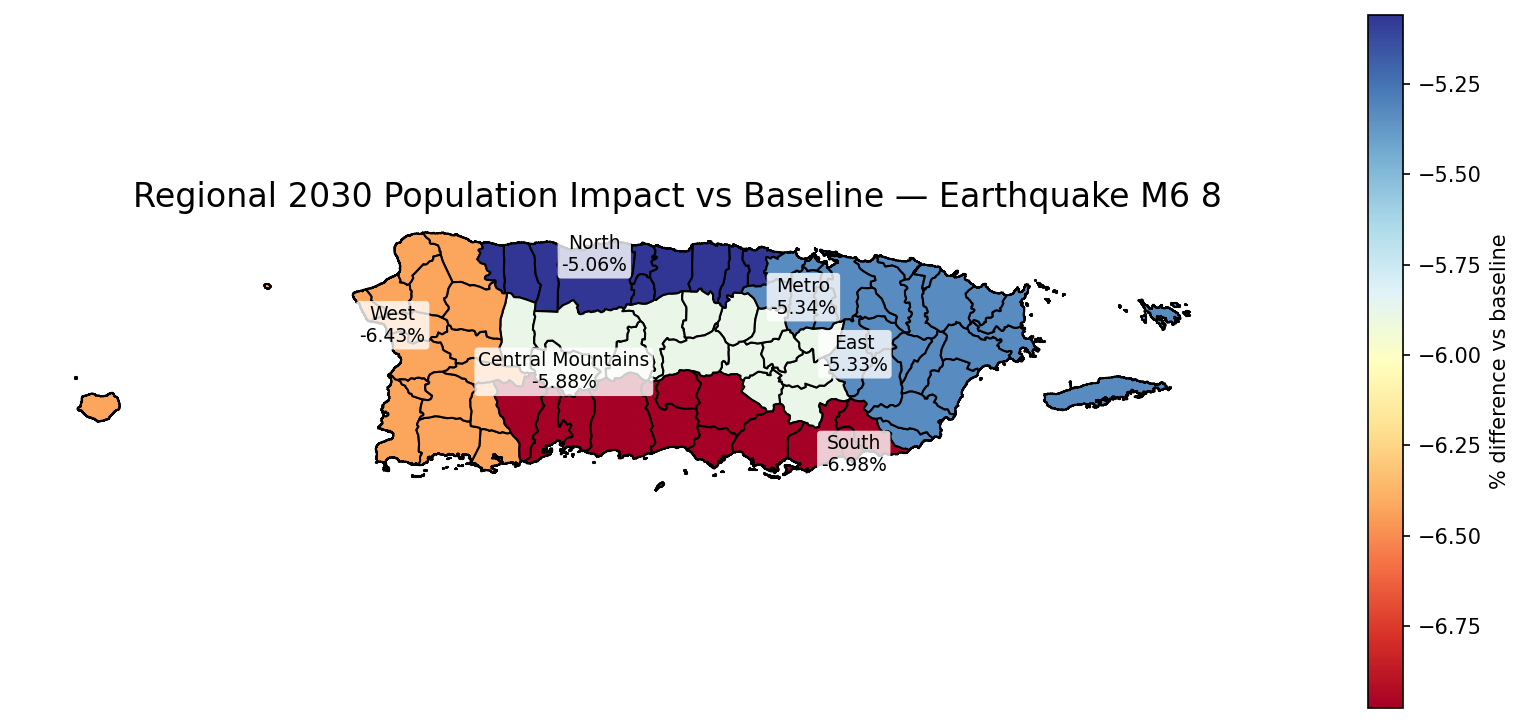 Regional 2030 Population Impact vs Baseline — Earthquake M6 8
North
-5.06%
Metro
-5.34%
West
-6.43%
East
-5.33%
Central Mountains
-5.88%
South
-6.98%
−5.25
−5.50
−5.75
−6.00
−6.25
−6.50
−6.75
% difference vs baseline